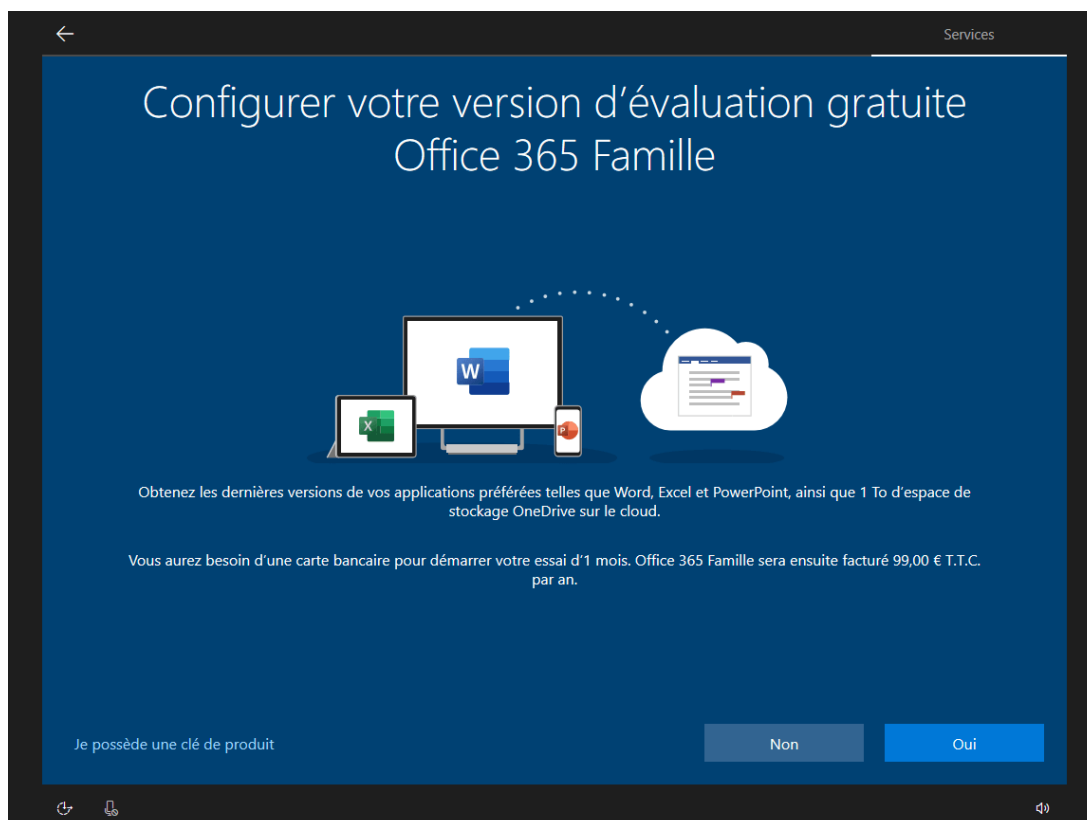 Services
Configurer votre version d’évaluation gratuite
Office 365 Famille
W
X
P
Obtenez les dernières versions de vos applications préférées telles que Word, Excel et PowerPoint, ainsi que 1 To d’espace de
stockage OneDrive sur le cloud.
Vous aurez besoin d’une carte bancaire pour démarrer votre essai d’1 mois. Office 365 Famille sera ensuite facturé 99,00 € T.T.C.
par an.
Je possède une clé de produit
Non
Oui